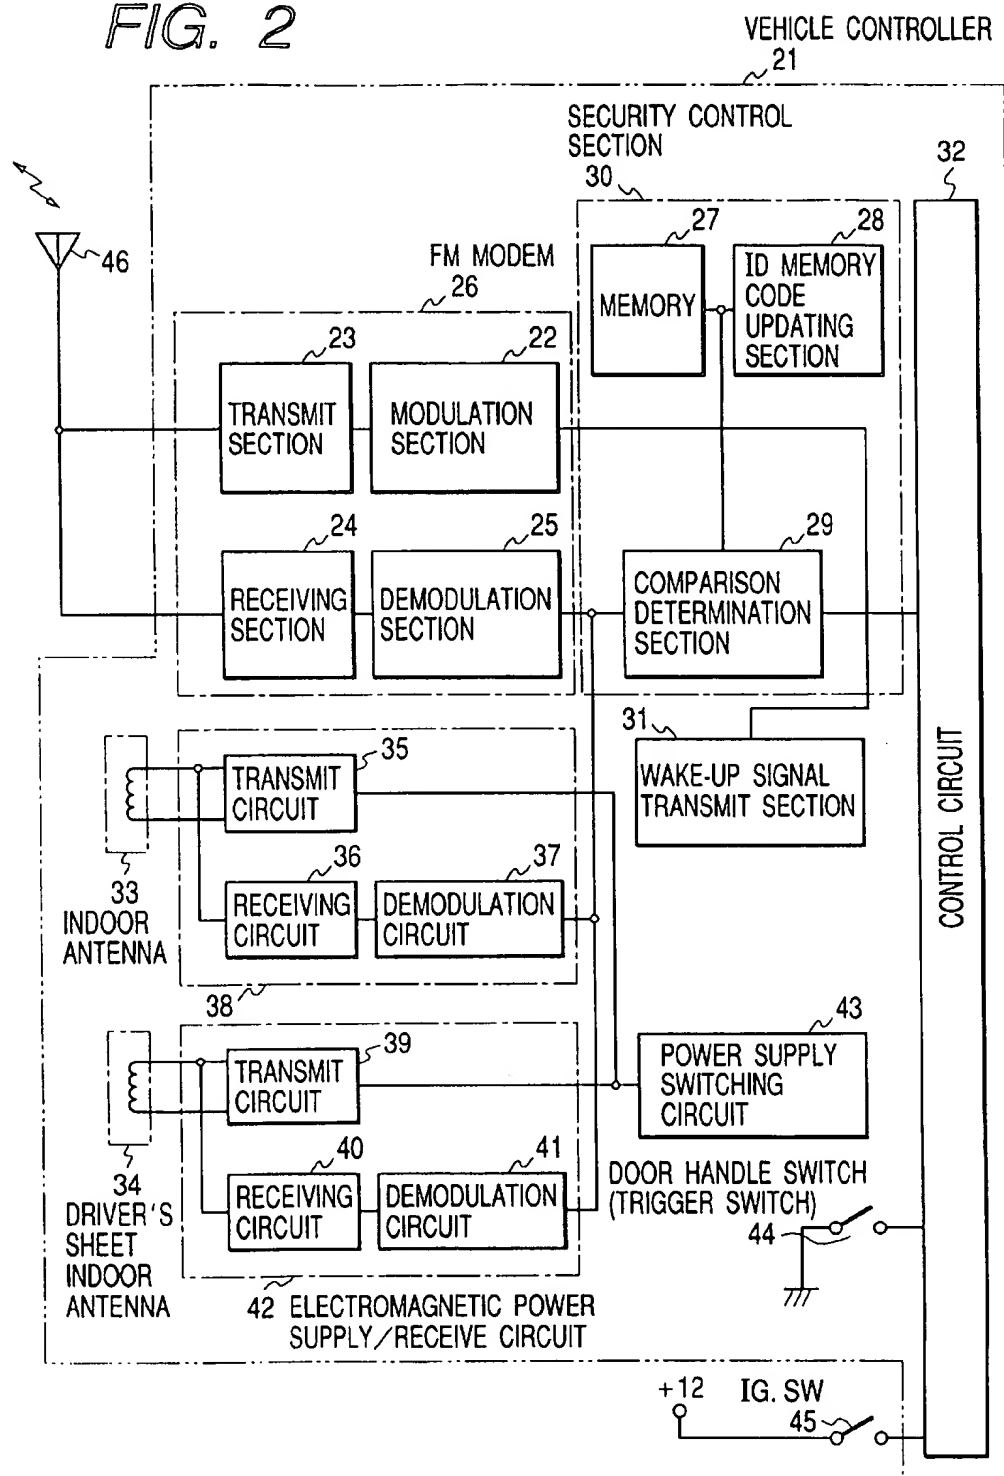 FIG. 2
VEHICLE CONTROLLER
21
SECURITY CONTROL
SECTION
30
32
46
FM MODEM
26
27
MEMORY
28
ID MEMORY
CODE
UPDATING
SECTION
23
TRANSMIT
SECTION
22
MODULATION
SECTION
24
RECEIVING
SECTION
25
DEMODULATION
SECTION
29
COMPARISON
DETERMINATION
SECTION
31
WAKE-UP SIGNAL
TRANSMIT SECTION
CONTROL CIRCUIT
35
TRANSMIT
CIRCUIT
36
RECEIVING
CIRCUIT
37
DEMODULATION
CIRCUIT
33
INDOOR
ANTENNA
38
39
TRANSMIT
CIRCUIT
43
POWER SUPPLY
SWITCHING
CIRCUIT
40
RECEIVING
CIRCUIT
41
DEMODULATION
CIRCUIT
34
DRIVER'S
SHEET
INDOOR
ANTENNA
DOOR HANDLE SWITCH
(TRIGGER SWITCH)
44
42 ELECTROMAGNETIC POWER
SUPPLY/RECEIVE CIRCUIT
+12
IG. SW
45